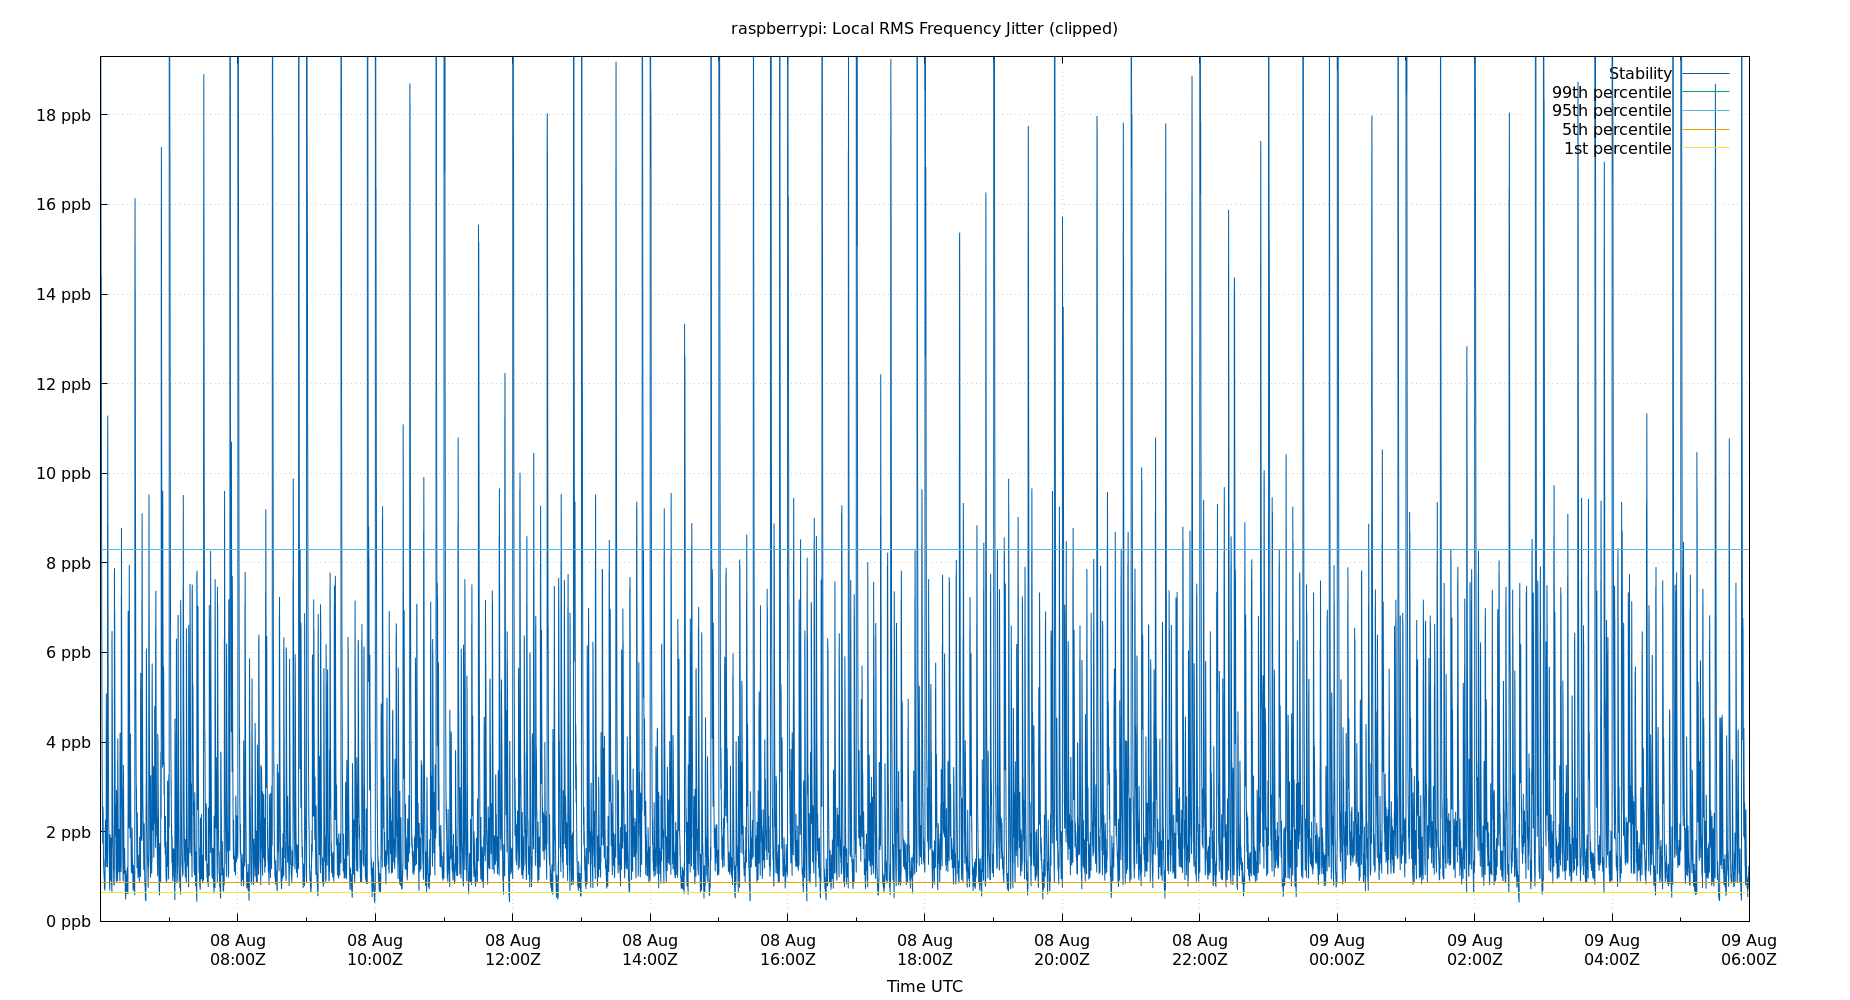 raspberrypi: Local RMS Frequency Jitter (clipped)
Stability
99th percentile
95th percentile
5th percentile
1st percentile
18 ppb
16 ppb
14 ppb
12 ppb
10 ppb
8 ppb
6 ppb
4 ppb
2 ppb
0 ppb
08 Aug 08 Aug 08 Aug 08 Aug 08 Aug 08 Aug 08 Aug 08 Aug 09 Aug 09 Aug 09 Aug 09 Aug
08:00Z 10:00Z 12:00Z 14:00Z 16:00Z 18:00Z 20:00Z 22:00Z 00:00Z 02:00Z 04:00Z 06:00Z
Time UTC